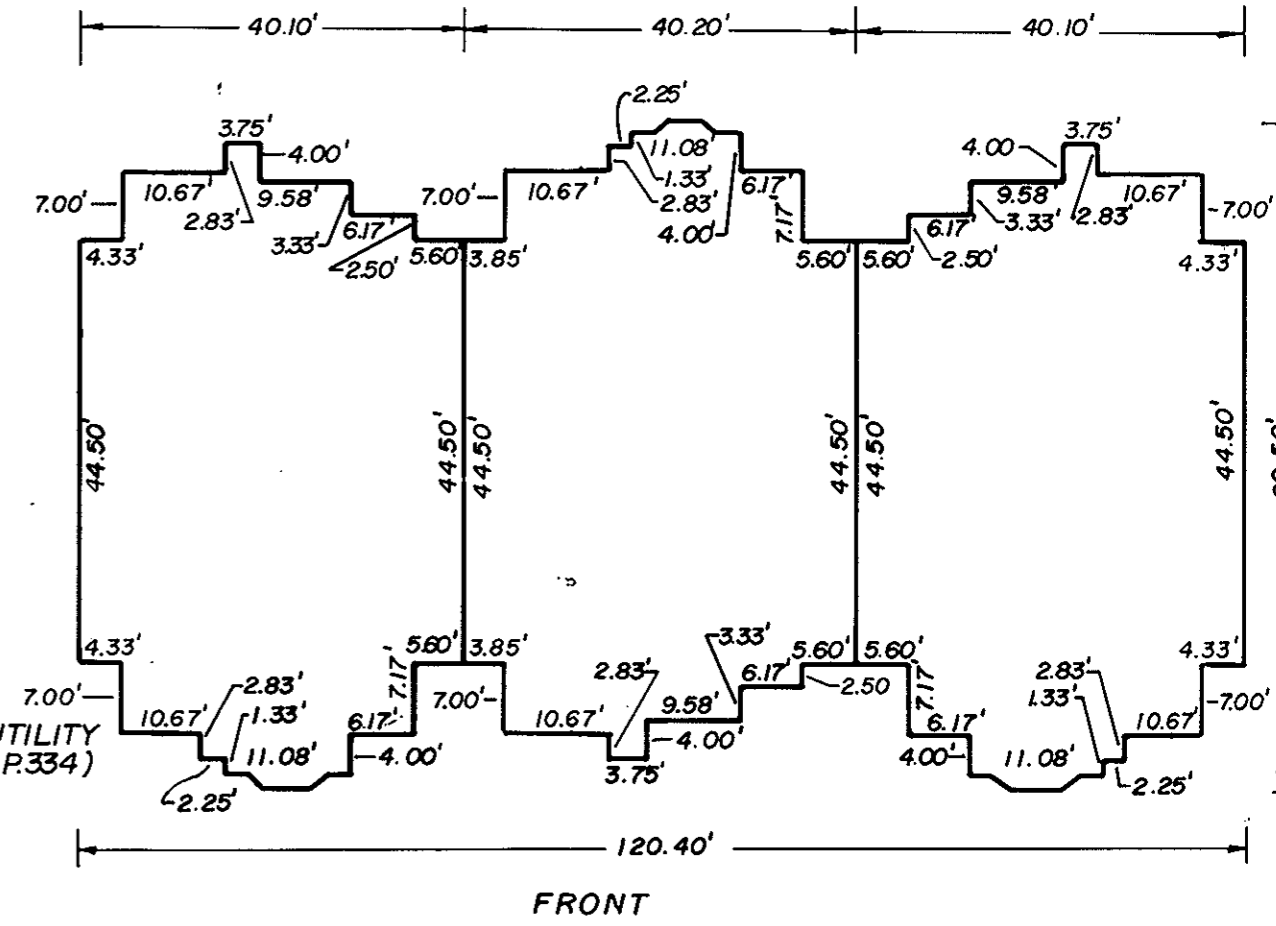 40.10' 40.20' 40.10'
2.25'
3.75' 3.75'
4.00' 11.08' 4.00
10.67' 10.67' 1.33' 9.58' 10.67'
7.00' 2.83' 9.58' 7.00' 2.83' 6.17' 3.33' 2.83' 7.00'
3.33' 6.17' 4.00' 7.17' 6.17'
4.33' 2.50' 5.60' 3.85' 5.60' 5.60' 2.50' 4.33'
44.50' 44.50' 44.50' 44.50' 44.50' 44.50'
4.33' 5.60' 3.85' 3.33' 5.60' 5.60' 4.33'
7.00' 2.83' 7.17' 7.00' 2.83' 6.17' 2.50 7.17' 2.83' 7.00'
10.67' 1.33' 6.17' 10.67' 9.58' 6.17' 1.33' 10.67'
TILITY
P.334)
11.08' 4.00' 4.00' 4.00' 11.08'
2.25' 3.75' 2.25'
120.40'
FRONT